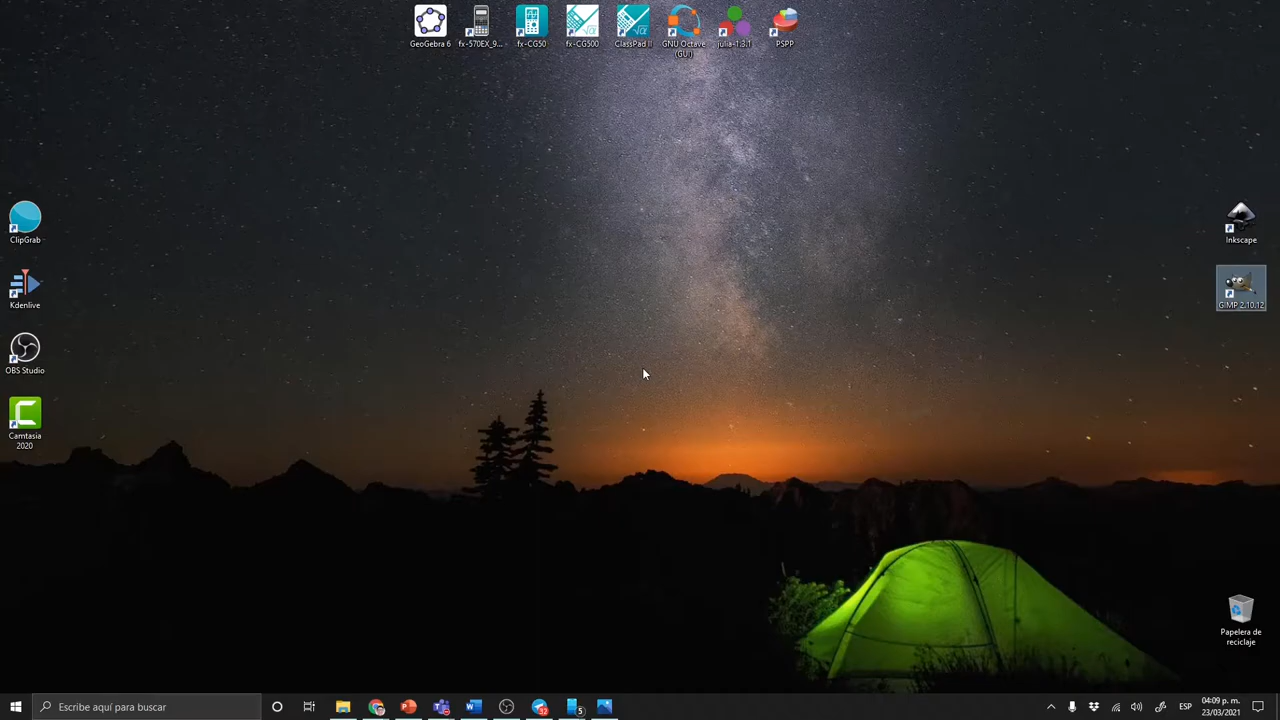 GeoGebra 6
fx-570EX_9...
fx-CG50
fx-CG500
ClassPad II
GNU Octave
(GUI)
julia-1.3.1
PSPP
ClipGrab
Inkscape
Kdenlive
GIMP 2.10.12
OBS Studio
Camtasia
2020
Papelera de
reciclaje
Escribe aquí para buscar
12
5
ESP
04:09 p. m.
23/03/2021